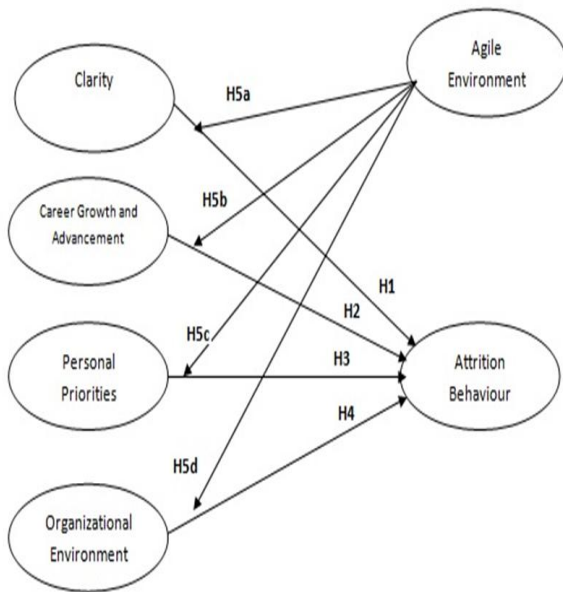 Clarity
Agile
Environment
H5a
Career Growth and
Advancement
H5b
H1
H2
H5c
H3
Personal
Priorities
Attrition
Behaviour
H4
H5d
Organizational
Environment